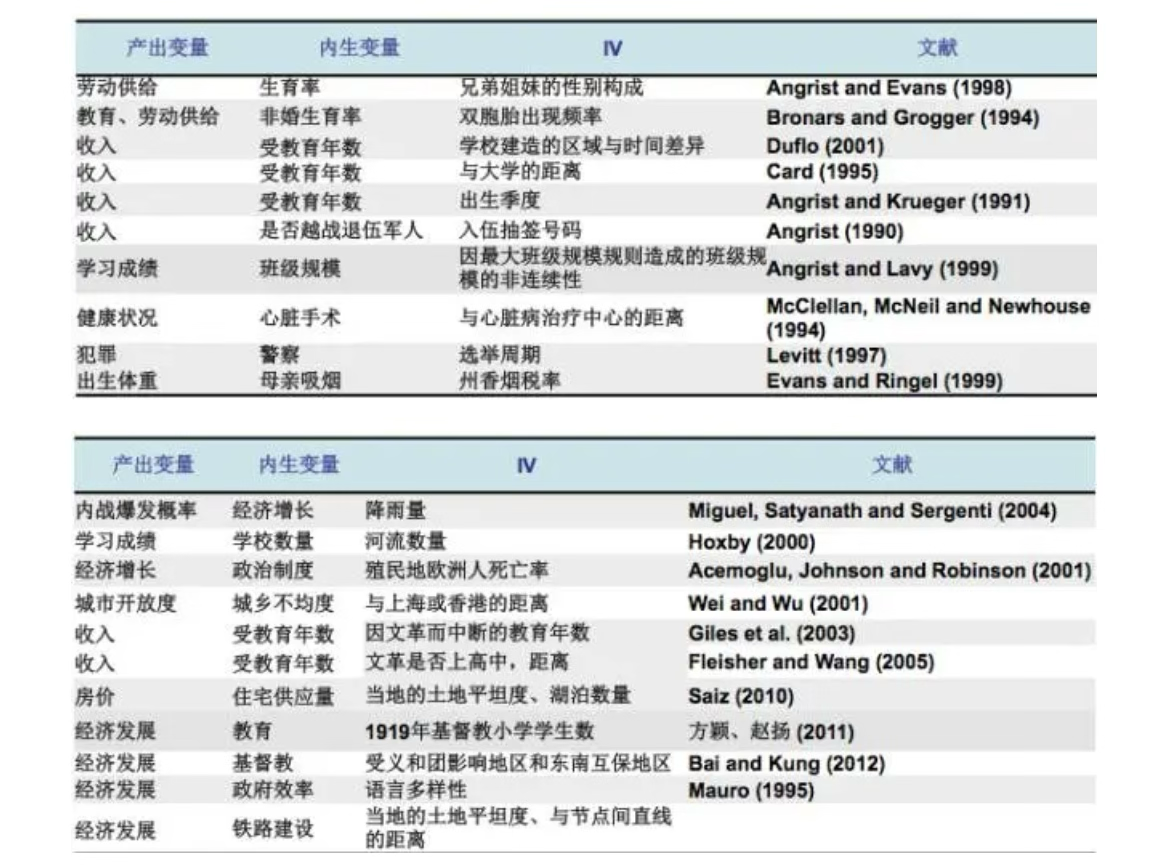 产出变量 内生变量 IV 文献
劳动供给 生育率 兄弟姐妹的性别构成 Angrist and Evans (1998)
教育、劳动供给 非婚生育率 双胞胎出现频率 Bronars and Grogger (1994)
收入 受教育年数 学校建造的区域与时间差异 Duflo (2001)
收入 受教育年数 与大学的距离 Card (1995)
收入 受教育年数 出生季度 Angrist and Krueger (1991)
收入 是否越战退伍军人 入伍抽签号码 Angrist (1990)
学习成绩 班级规模 因最大班级规模规则造成的班级规
模的非连续性 Angrist and Lavy (1999)
健康状况 心脏手术 与心脏病治疗中心的距离 McClellan, McNeil and Newhouse
(1994)
犯罪 警察 选举周期 Levitt (1997)
出生体重 母亲吸烟 州香烟税率 Evans and Ringel (1999)
产出变量 内生变量 IV 文献
内战爆发概率 经济增长 降雨量 Miguel, Satyanath and Sergenti (2004)
学习成绩 学校数量 河流数量 Hoxby (2000)
经济增长 政治制度 殖民地欧洲人死亡率 Acemoglu, Johnson and Robinson (2001)
城市开放度 城乡不均度 与上海或香港的距离 Wei and Wu (2001)
收入 受教育年数 因文革而中断的教育年数 Giles et al. (2003)
收入 受教育年数 文革是否上高中，距离 Fleisher and Wang (2005)
房价 住宅供应量 当地的土地平坦度、湖泊数量 Saiz (2010)
经济发展 教育 1919年基督教小学学生数 方颖、赵扬 (2011)
经济发展 基督教 受义和团影响地区和东南互保地区 Bai and Kung (2012)
经济发展 政府效率 语言多样性 Mauro (1995)
经济发展 铁路建设 当地的土地平坦度、与节点间直线
的距离